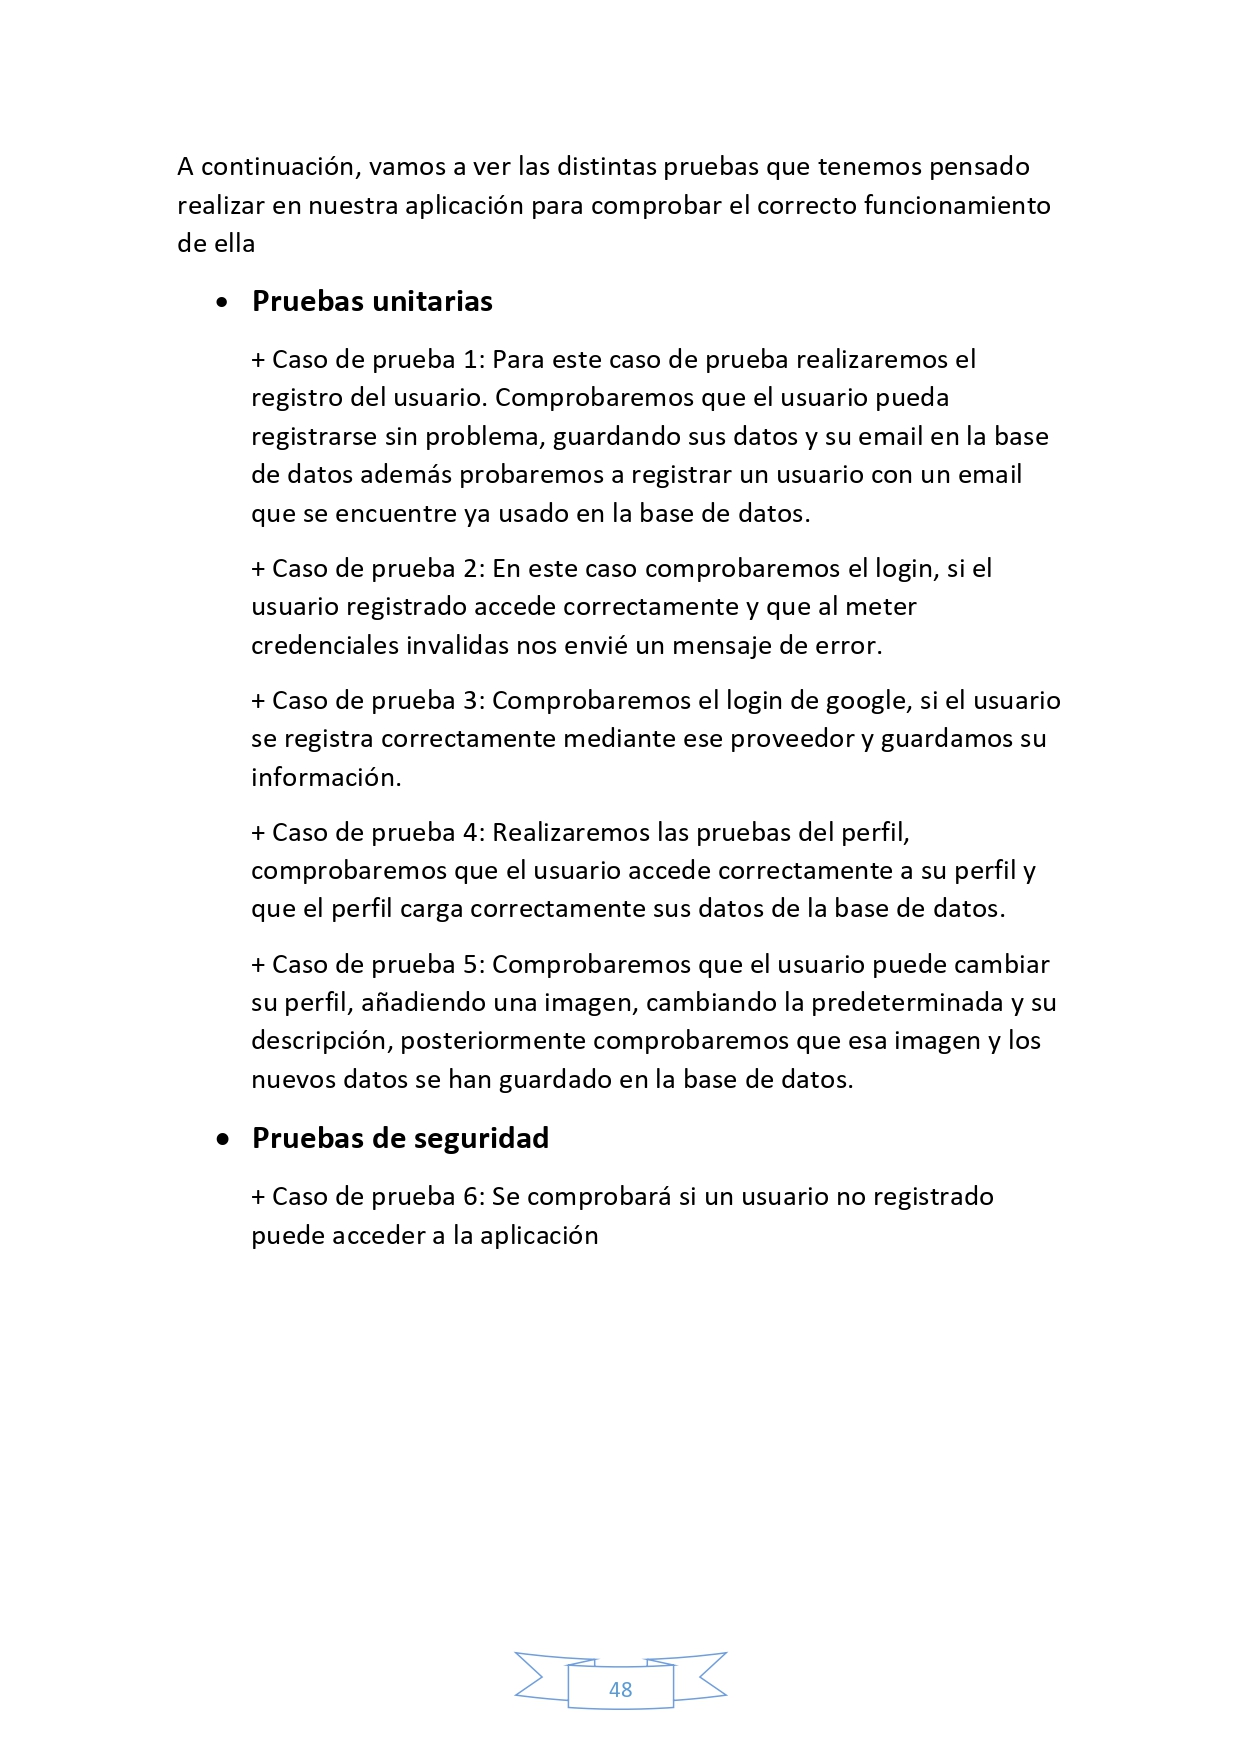 A continuación, vamos a ver las distintas pruebas que tenemos pensado
realizar en nuestra aplicación para comprobar el correcto funcionamiento
de ella
• Pruebas unitarias
+ Caso de prueba 1: Para este caso de prueba realizaremos el
registro del usuario. Comprobaremos que el usuario pueda
registrarse sin problema, guardando sus datos y su email en la base
de datos además probaremos a registrar un usuario con un email
que se encuentre ya usado en la base de datos.
+ Caso de prueba 2: En este caso comprobaremos el login, si el
usuario registrado accede correctamente y que al meter
credenciales invalidas nos envié un mensaje de error.
+ Caso de prueba 3: Comprobaremos el login de google, si el usuario
se registra correctamente mediante ese proveedor y guardamos su
información.
+ Caso de prueba 4: Realizaremos las pruebas del perfil,
comprobaremos que el usuario accede correctamente a su perfil y
que el perfil carga correctamente sus datos de la base de datos.
+ Caso de prueba 5: Comprobaremos que el usuario puede cambiar
su perfil, añadiendo una imagen, cambiando la predeterminada y su
descripción, posteriormente comprobaremos que esa imagen y los
nuevos datos se han guardado en la base de datos.
• Pruebas de seguridad
+ Caso de prueba 6: Se comprobará si un usuario no registrado
puede acceder a la aplicación
48